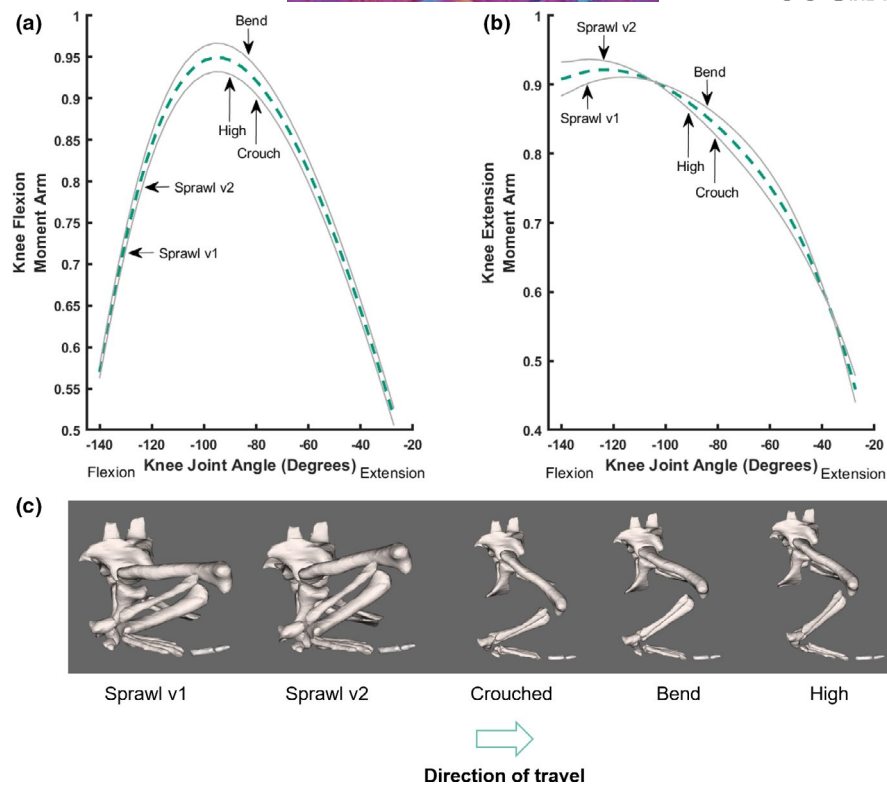 (a)
1
0.95
0.9
0.85
0.8
0.75
0.7
0.65
0.6
0.55
0.5
Knee Flexion
Moment Arm
Bend
High
Crouch
Sprawl v2
Sprawl v1
-140 -120 -100 -80 -60 -40 -20
Flexion Knee Joint Angle (Degrees) Extension
(b)
1
0.9
0.8
0.7
0.6
0.5
0.4
Knee Extension
Moment Arm
Sprawl v2
Bend
Sprawl v1
High
Crouch
-140 -120 -100 -80 -60 -40 -20
Flexion Knee Joint Angle (Degrees) Extension
(c)
Sprawl v1 Sprawl v2 Crouched Bend High
Direction of travel